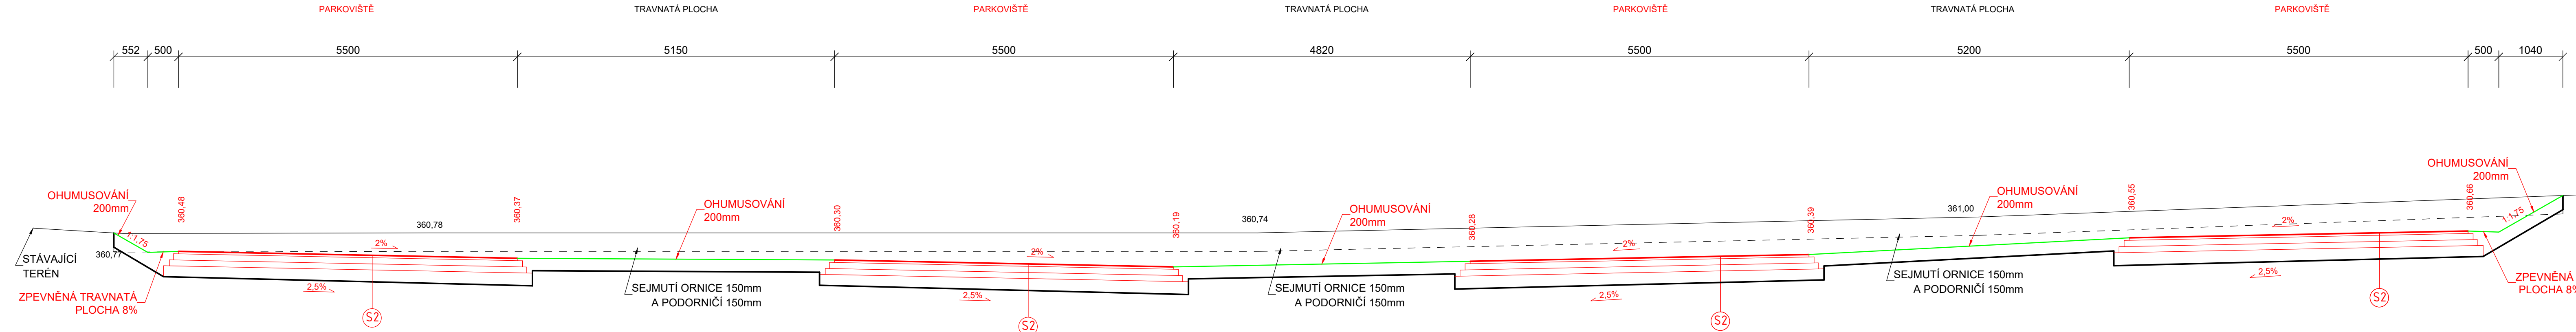 PARKOVIŠTĚ TRAVNATÁ PLOCHA PARKOVIŠTĚ TRAVNATÁ PLOCHA PARKOVIŠTĚ TRAVNATÁ PLOCHA PARKOVIŠTĚ
552 500 5500 5150 5500 4820 5500 5200 5500 500 1040
OHUMUSOVÁNÍ
200mm
1:1,75
STÁVAJÍCÍ
TERÉN
360,77
ZPEVNĚNÁ TRAVNATÁ
PLOCHA 8%
360,48
2%
2,5%
S2
360,78
360,37
SEJMUTÍ ORNICE 150mm
A PODORNIČÍ 150mm
OHUMUSOVÁNÍ
200mm
360,30
2%
2,5%
S2
360,19
360,74
SEJMUTÍ ORNICE 150mm
A PODORNIČÍ 150mm
OHUMUSOVÁNÍ
200mm
360,28
2%
2,5%
S2
360,39
361,00
SEJMUTÍ ORNICE 150mm
A PODORNIČÍ 150mm
OHUMUSOVÁNÍ
200mm
360,55
2%
2,5%
S2
360,66
OHUMUSOVÁNÍ
200mm
1:1,75
ZPEVNĚNÁ
PLOCHA 8%